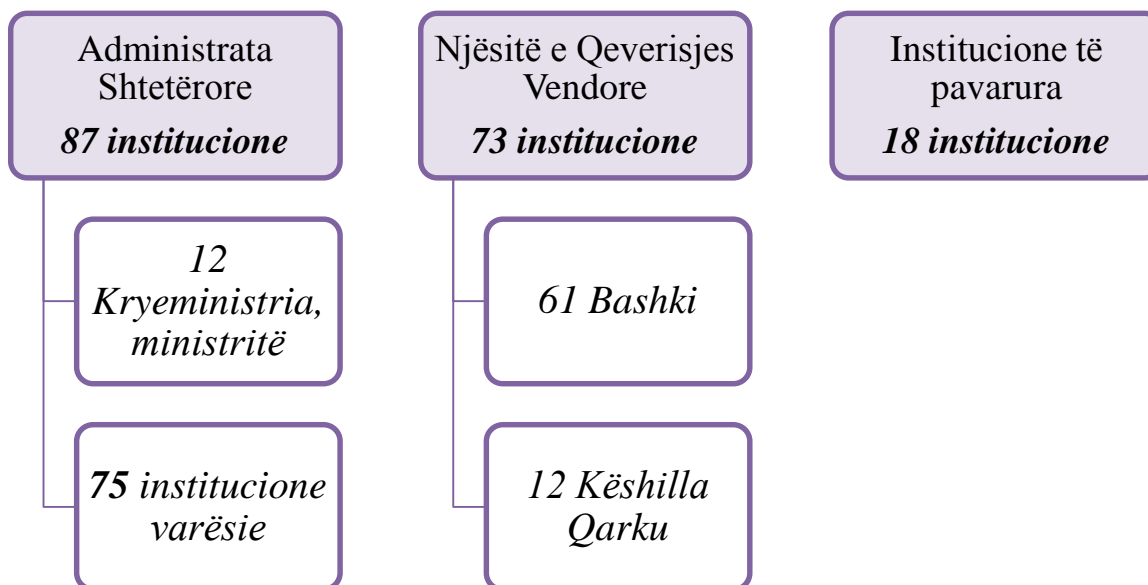 Administrata
Shtetërore
87 institucione
12
Kryeministria,
ministritë
75 institucione
varësie
Njësitë e Qeverisjes
Vendore
73 institucione
61 Bashki
12 Këshilla
Qarku
Institucione të
pavarura
18 institucione